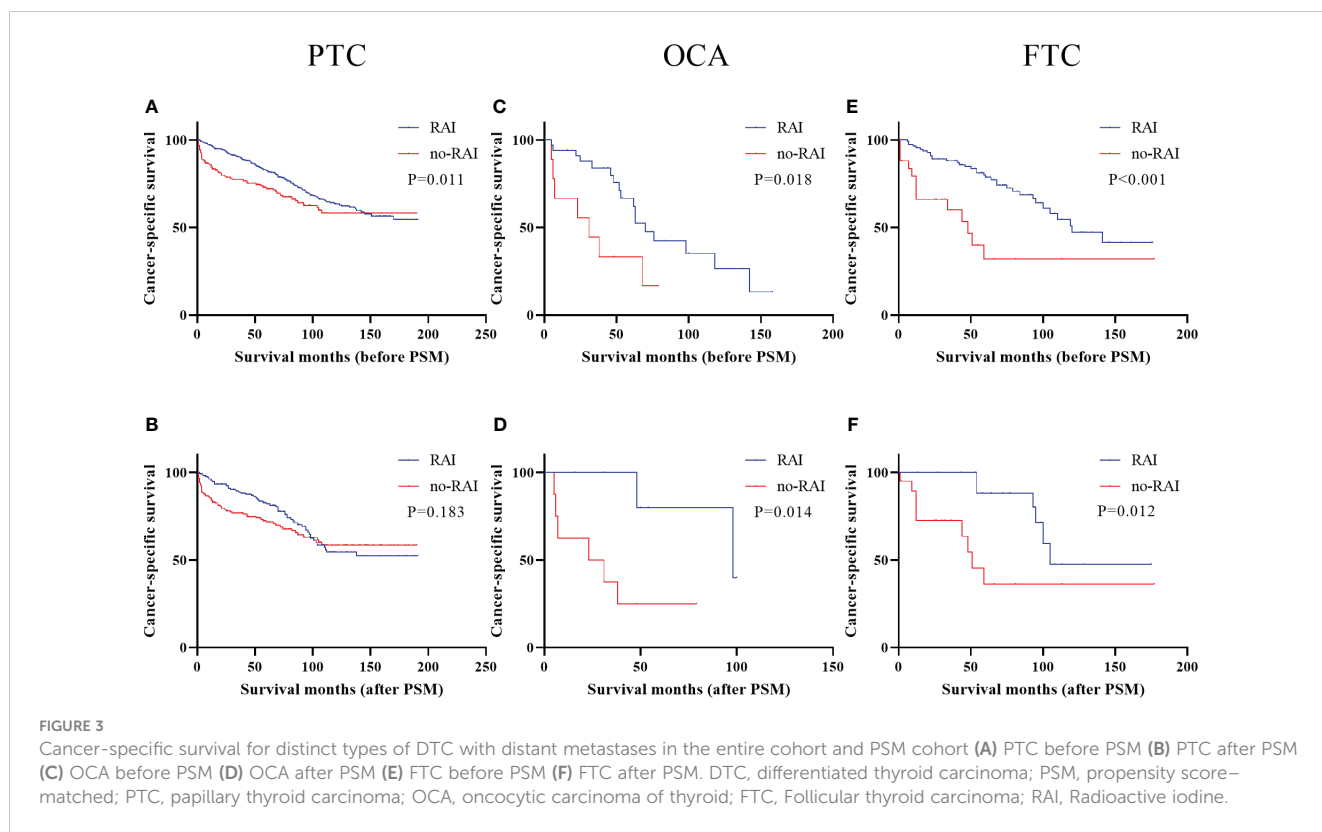 PTC
OCA
FTC
A
Cancer-specific survival
100
50
0
0 50 100 150 200 250
Survival months (before PSM)
RAI
no-RAI
P=0.011
C
Cancer-specific survival
100
50
0
0 50 100 150 200
Survival months (before PSM)
RAI
no-RAI
P=0.018
E
Cancer-specific survival
100
50
0
0 50 100 150 200
Survival months (before PSM)
RAI
no-RAI
P<0.001
B
Cancer-specific survival
100
50
0
0 50 100 150 200 250
Survival months (after PSM)
RAI
no-RAI
P=0.183
D
Cancer-specific survival
100
50
0
0 50 100 150
Survival months (after PSM)
RAI
no-RAI
P=0.014
F
Cancer-specific survival
100
50
0
0 50 100 150 200
Survival months (after PSM)
RAI
no-RAI
P=0.012
FIGURE 3
Cancer-specific survival for distinct types of DTC with distant metastases in the entire cohort and PSM cohort (A) PTC before PSM (B) PTC after PSM
(C) OCA before PSM (D) OCA after PSM (E) FTC before PSM (F) FTC after PSM. DTC, differentiated thyroid carcinoma; PSM, propensity score–
matched; PTC, papillary thyroid carcinoma; OCA, oncocytic carcinoma of thyroid; FTC, Follicular thyroid carcinoma; RAI, Radioactive iodine.